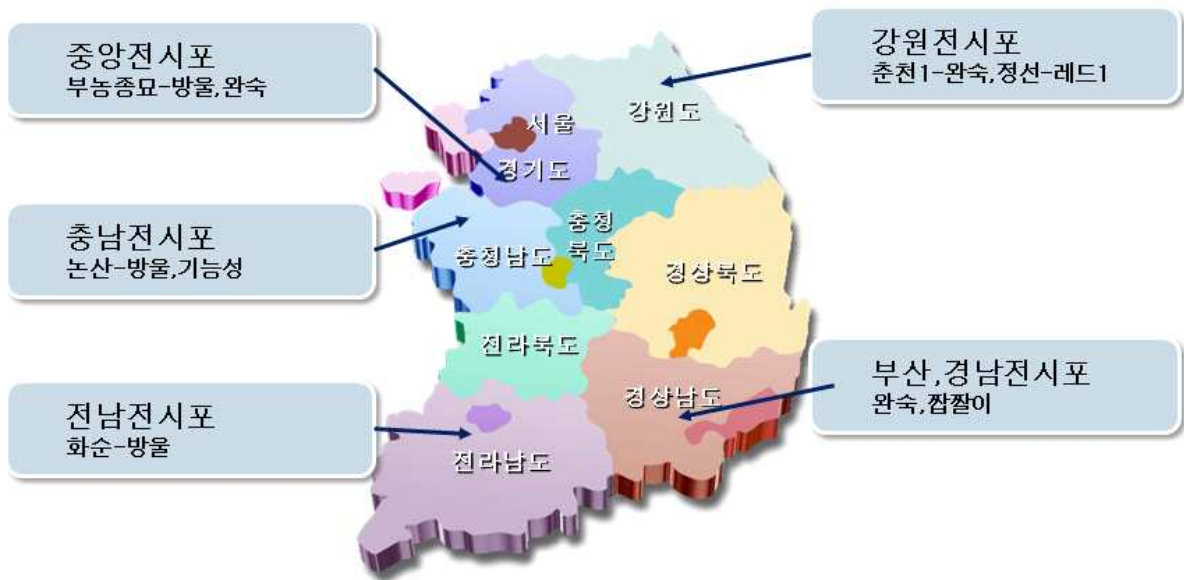 중앙전시포
부농종묘-방울,완숙
강원전시포
춘천1-완숙,정선-레드1
서울
강원도
경기도
충남전시포
논산-방울,기능성
충청
북도
충청남도
경상북도
전라북도
부산,경남전시포
완숙,짭짤이
경상남도
전남전시포
화순-방울
전라남도